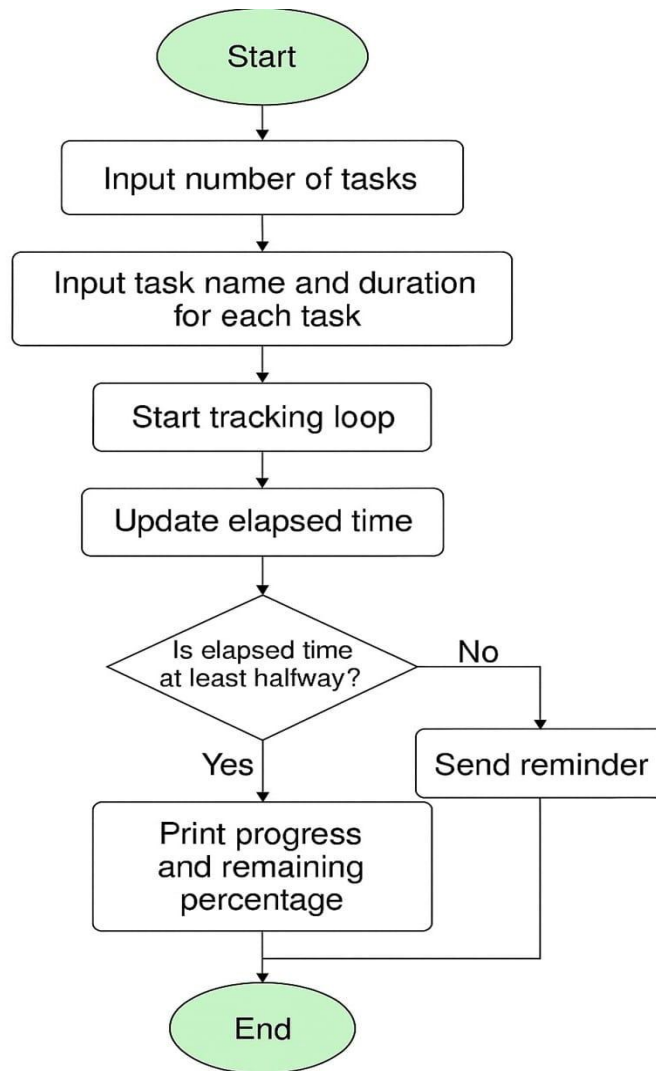 Start
Input number of tasks
Input task name and duration
for each task
Start tracking loop
Update elapsed time
Is elapsed time
at least halfway?
No
Yes
Send reminder
Print progress
and remaining
percentage
End